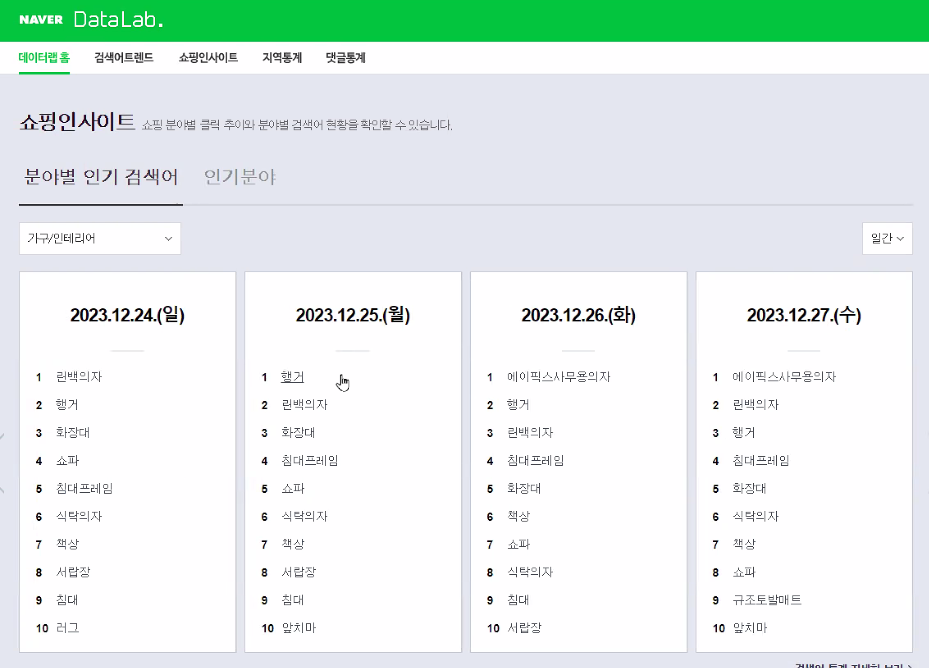 NAVER DataLab.
데이터랩 홈 검색어트렌드 쇼핑인사이트 지역통계 댓글통계
쇼핑인사이트 쇼핑 분야별 클릭 추이와 분야별 검색어 현황을 확인할 수 있습니다.
분야별 인기 검색어 인기분야
가구/인테리어 일간
2023.12.24.(일)
1 린백의자
2 행거
3 화장대
4 쇼파
5 침대프레임
6 식탁의자
7 책상
8 서랍장
9 침대
10 러그
2023.12.25.(월)
1 행거
2 린백의자
3 화장대
4 침대프레임
5 쇼파
6 식탁의자
7 책상
8 서랍장
9 침대
10 앞치마
2023.12.26.(화)
1 에이픽스사무용의자
2 행거
3 린백의자
4 침대프레임
5 화장대
6 책상
7 쇼파
8 식탁의자
9 침대
10 서랍장
2023.12.27.(수)
1 에이픽스사무용의자
2 린백의자
3 행거
4 침대프레임
5 화장대
6 식탁의자
7 책상
8 쇼파
9 규조토발매트
10 앞치마